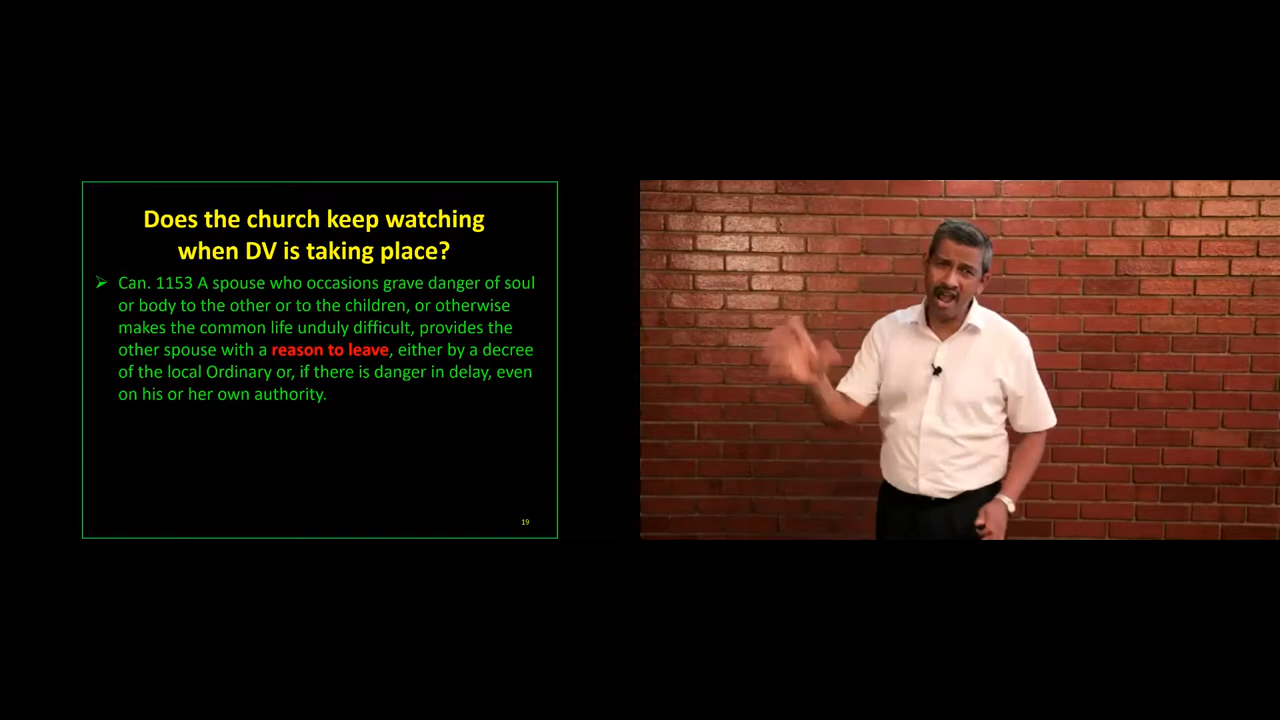 Does the church keep watching
when DV is taking place?
➢ Can. 1153 A spouse who occasions grave danger of soul
or body to the other or to the children, or otherwise
makes the common life unduly difficult, provides the
other spouse with a reason to leave, either by a decree
of the local Ordinary or, if there is danger in delay, even
on his or her own authority.
19